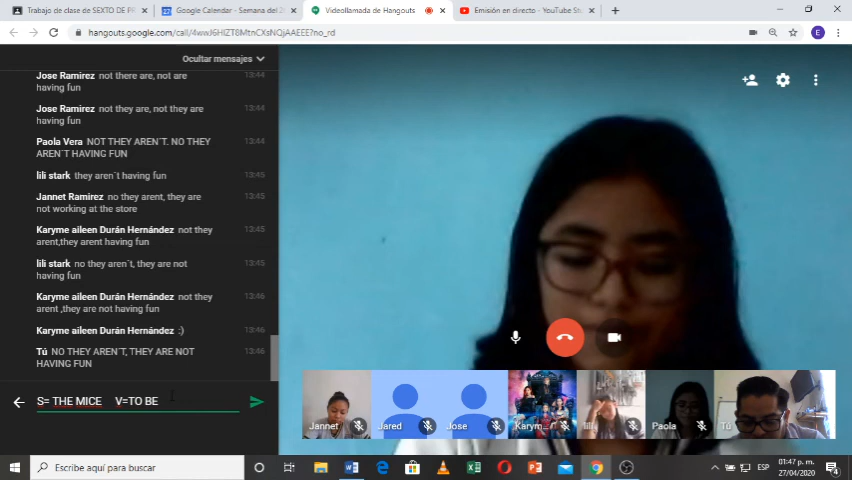 Trabajo de la clase de SEXTO DE PR
Google Calendar - Semana del 2
Videollamada de Hangouts
Emisión en directo - YouTube St
hangouts.google.com/call/4wwJ6HIZT8MtnCXsNQjAAEEE?no_rd
Ocultar mensajes
Jose Ramirez not there are, not are 13:44
having fun
Jose Ramirez not they are, not they are 13:44
having fun
Paola Vera NOT THEY AREN´T. NO THEY 13:44
AREN´T HAVING FUN
lili stark they aren´t having fun 13:45
Jannet Ramirez no they arent, they are 13:45
not working at the store
Karyme aileen Durán Hernández not they 13:45
arent,they arent having fun
lili stark no they aren´t, they are not 13:45
having fun
Karyme aileen Durán Hernández not they 13:46
arent ,they are not having fun
Karyme aileen Durán Hernández :) 13:46
Tú NO THEY AREN´T, THEY ARE NOT 13:46
HAVING FUN
S= THE MICE V=TO BE
Jannet
Jared
Jose
Karym...
lili
Paola
Tú
Escribe aquí para buscar
ESP
01:47 p. m.
27/04/2020
4